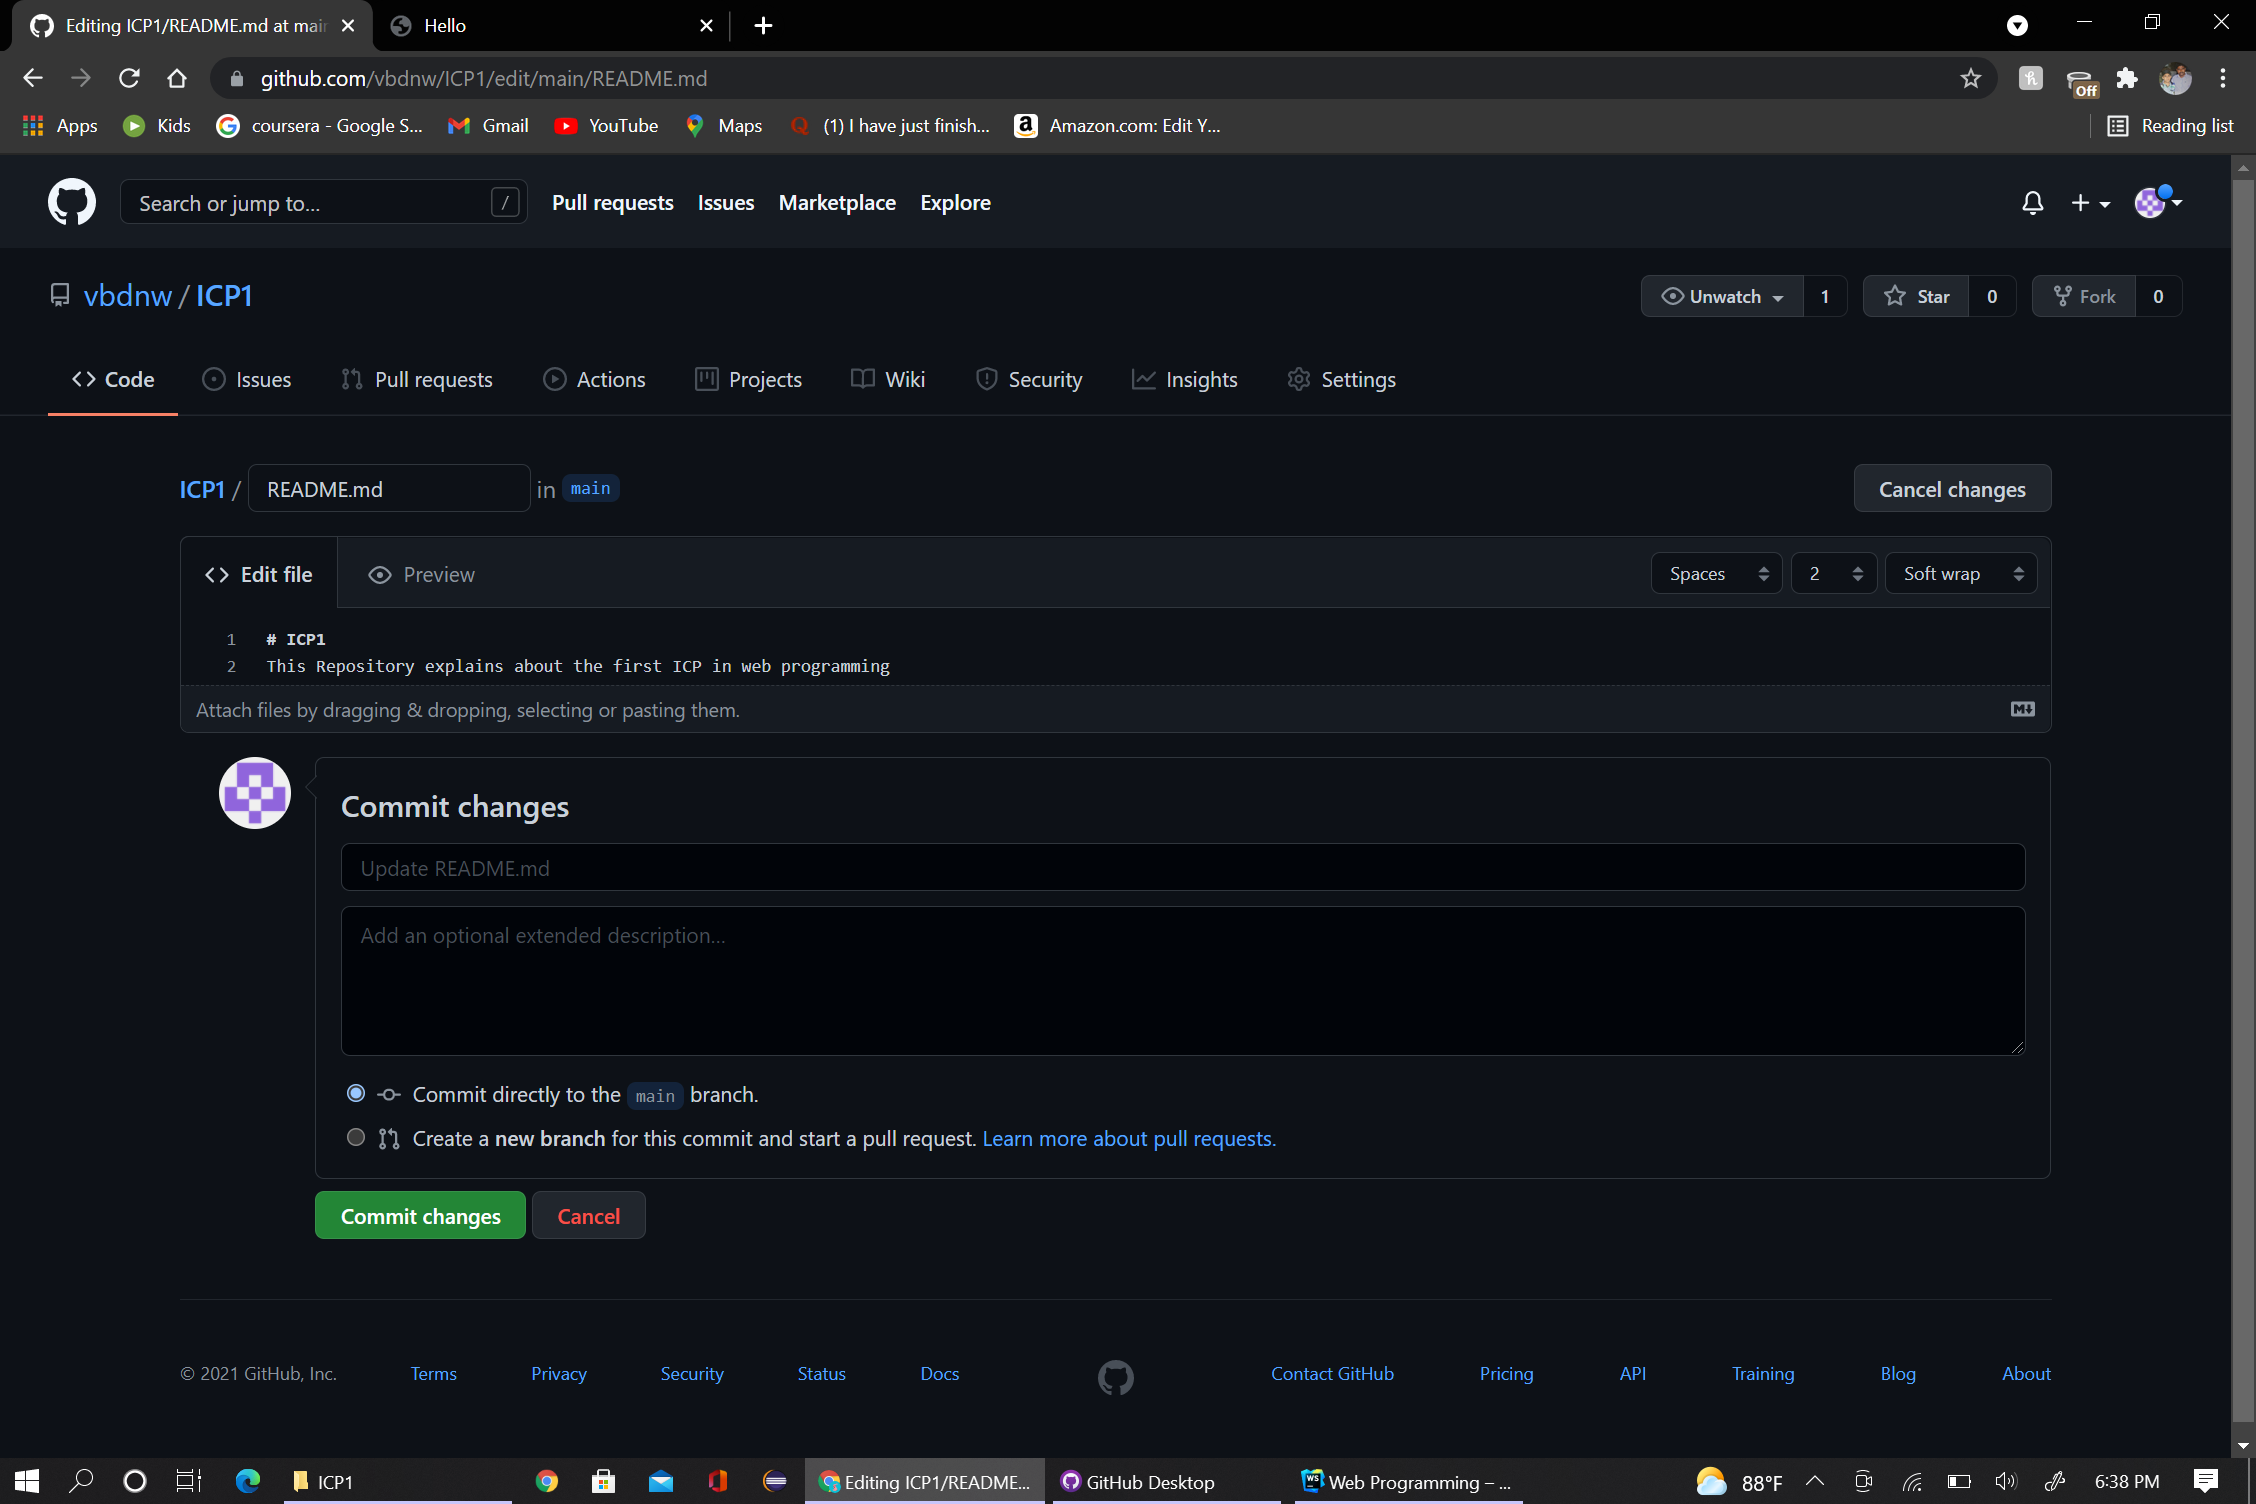 Editing ICP1/README.md at mai
Hello
github.com/vbdnw/ICP1/edit/main/README.md
Off
Apps
Kids
coursera - Google S...
Gmail
YouTube
Maps
(1) I have just finish...
Amazon.com: Edit Y...
Reading list
Search or jump to...
/
Pull requests
Issues
Marketplace
Explore
vbdnw / ICP1
Unwatch 1
Star 0
Fork 0
Code
Issues
Pull requests
Actions
Projects
Wiki
Security
Insights
Settings
ICP1 / README.md in main
Cancel changes
Edit file
Preview
Spaces
2
Soft wrap
1 # ICP1
2 This Repository explains about the first ICP in web programming
Attach files by dragging & dropping, selecting or pasting them.
Commit changes
Update README.md
Add an optional extended description...
Commit directly to the main branch.
Create a new branch for this commit and start a pull request. Learn more about pull requests.
Commit changes
Cancel
© 2021 GitHub, Inc.
Terms
Privacy
Security
Status
Docs
Contact GitHub
Pricing
API
Training
Blog
About
ICP1
Editing ICP1/README...
GitHub Desktop
WS
Web Programming – ...
88°F
6:38 PM